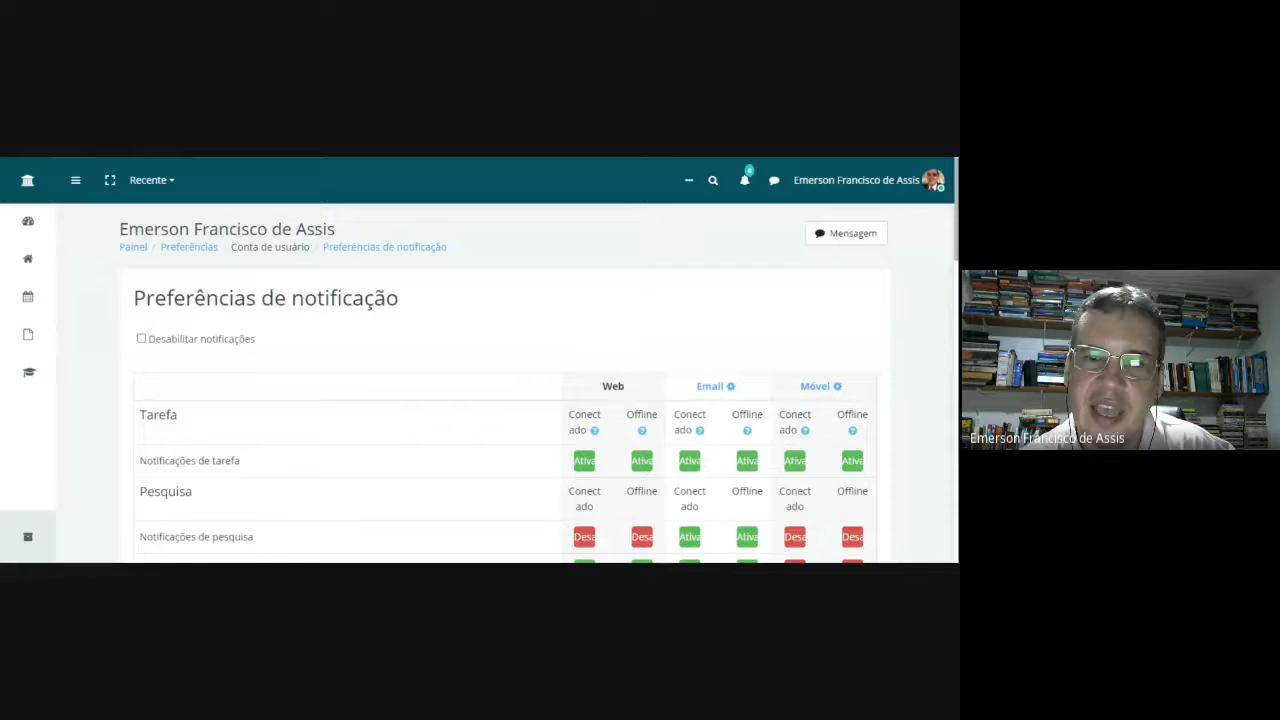 Recente
4
Emerson Francisco de Assis
Emerson Francisco de Assis
Painel / Preferências / Conta de usuário / Preferências de notificação
Mensagem
Preferências de notificação
Desabilitar notificações
Web Email Móvel
Tarefa
Conect ado ? Offline ? Conect ado ? Offline ? Conect ado ? Offline ?
Notificações de tarefa Ativa Ativa Ativa Ativa Ativa Ativa
Pesquisa
Conect ado Offline Conect ado Offline Conect ado Offline
Notificações de pesquisa Desa Desa Ativa Ativa Desa Desa
Emerson Francisco de Assis